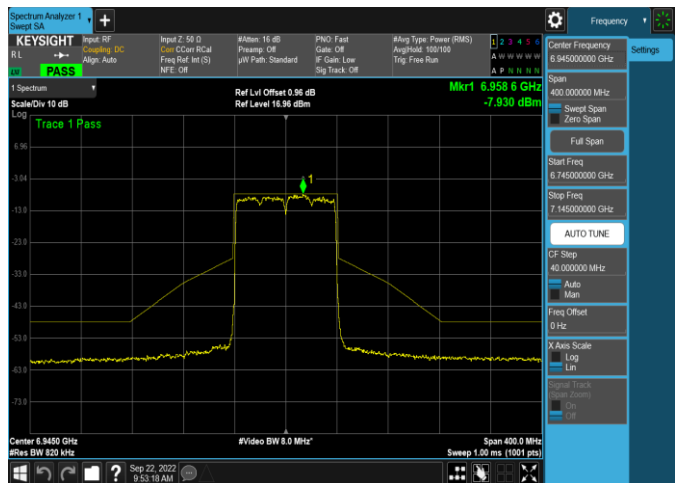 Spectrum Analyzer 1
Swept SA
Frequency
KEYSIGHT
R L
LW
PASS
Input: RF
Coupling: DC
Align: Auto
Input Z: 50 Ω
Corr CCorr RCal
Freq Ref: Int (S)
NFE: Off
#Atten: 16 dB
Preamp: Off
µW Path: Standard
PNO: Fast
Gate: Off
IF Gain: Low
Sig Track: Off
#Avg Type: Power (RMS)
Avg|Hold: 100/100
Trig: Free Run
1 2 3 4 5 6
A W W W W W
A P N N N N
1 Spectrum
Scale/Div 10 dB
Log
Ref Lvl Offset 0.96 dB
Ref Level 16.96 dBm
Mkr1 6.958 6 GHz
-7.930 dBm
Trace 1 Pass
1
6.96
-3.04
-13.0
-23.0
-33.0
-43.0
-53.0
-63.0
-73.0
Center 6.9450 GHz
#Res BW 820 kHz
#Video BW 8.0 MHz*
Span 400.0 MHz
Sweep 1.00 ms (1001 pts)
Sep 22, 2022
9:53:18 AM
Center Frequency
6.945000000 GHz
Span
400.000000 MHz
Swept Span
Zero Span
Full Span
Start Freq
6.745000000 GHz
Stop Freq
7.145000000 GHz
AUTO TUNE
CF Step
40.000000 MHz
Auto
Man
Freq Offset
0 Hz
X Axis Scale
Log
Lin
Signal Track
(Span Zoom)
On
Off
Settings